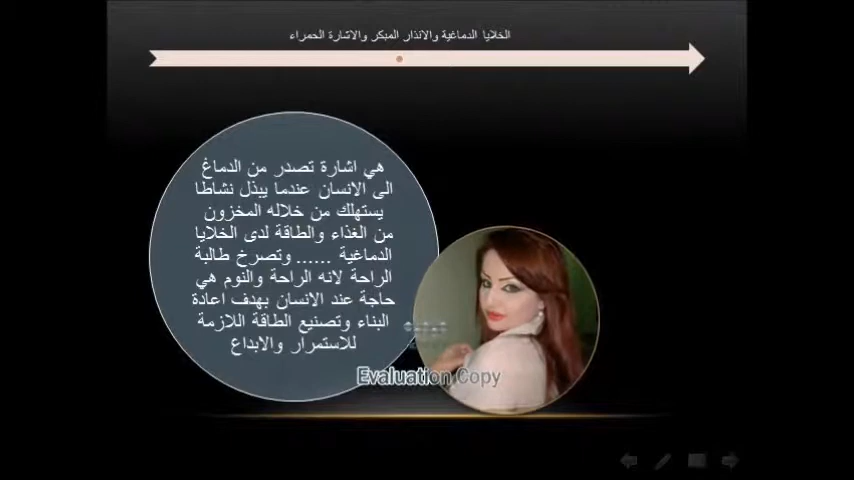 الخلايا الدماغية والانذار المبكر والاشارة الحمراء
هي اشارة تصدر من الدماغ
الى الانسان عندما يبذل نشاطا
يستهلك من خلاله المخزون
من الغذاء والطاقة لدى الخلايا
الدماغية ...... وتصرخ طالبة
الراحة لانه الراحة والنوم هي
حاجة عند الانسان بهدف اعادة
البناء وتصنيع الطاقة اللازمة
للاستمرار والابداع
Evaluation Copy